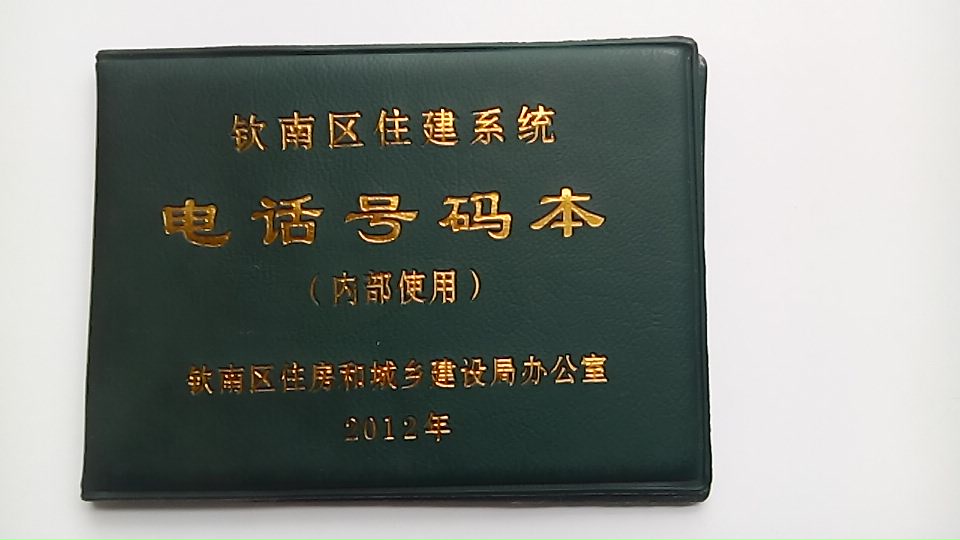 钦南区住建系统
电话号码本
（内部使用）
钦南区住房和城乡建设局办公室
2012年